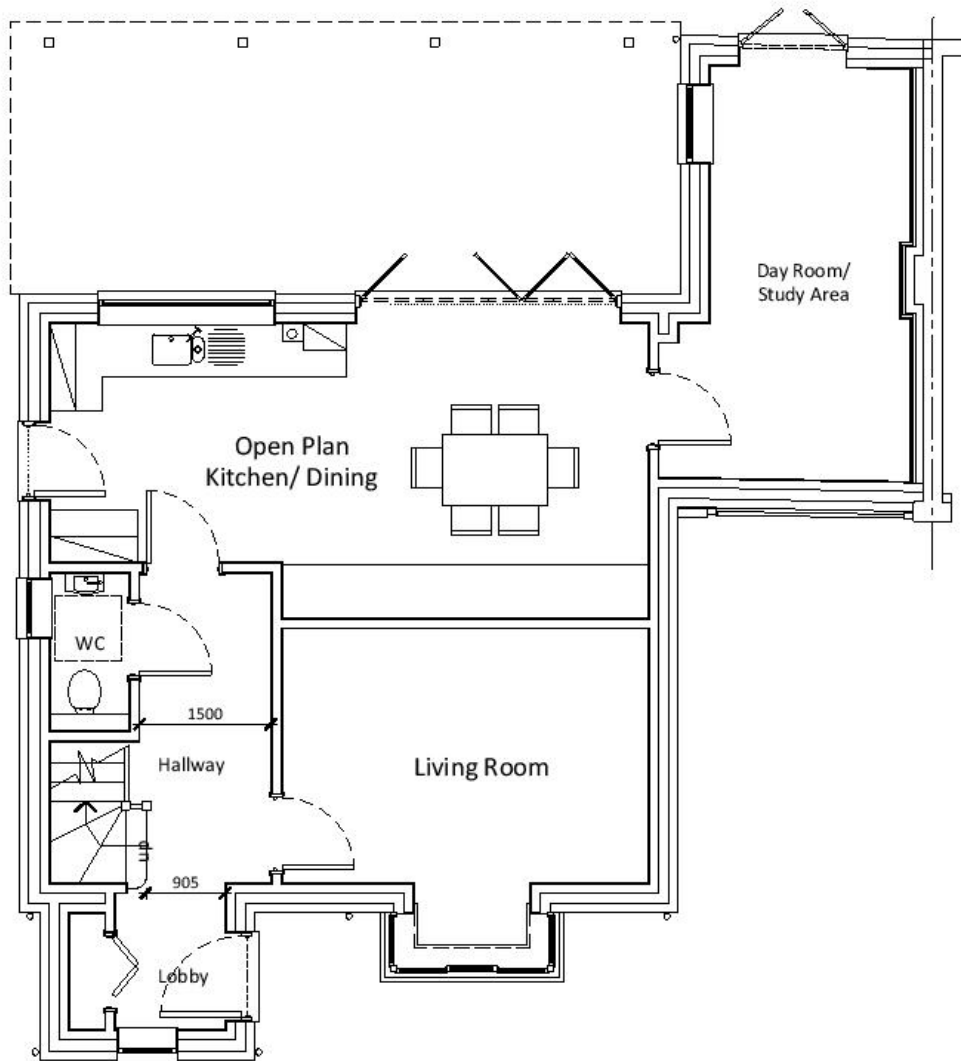 Day Room/
Study Area
Open Plan
Kitchen/ Dining
WC
1500
Hallway
Living Room
up
905
Lobby